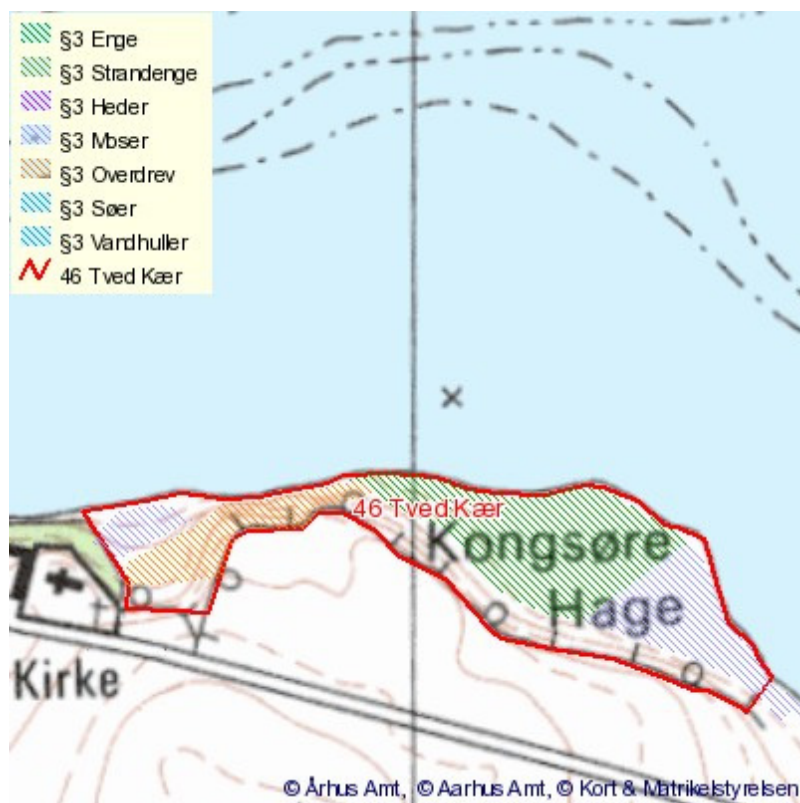 §3 Enge
§3 Strandenge
§3 Heder
§3 Moser
§3 Overdrev
§3 Søer
§3 Vandhuller
46 Tved Kær
46 Tved Kær
Kongsøre
Hage
Kirke
© Århus Amt, © Aarhus Amt, © Kort & Matrikelstyrelsen